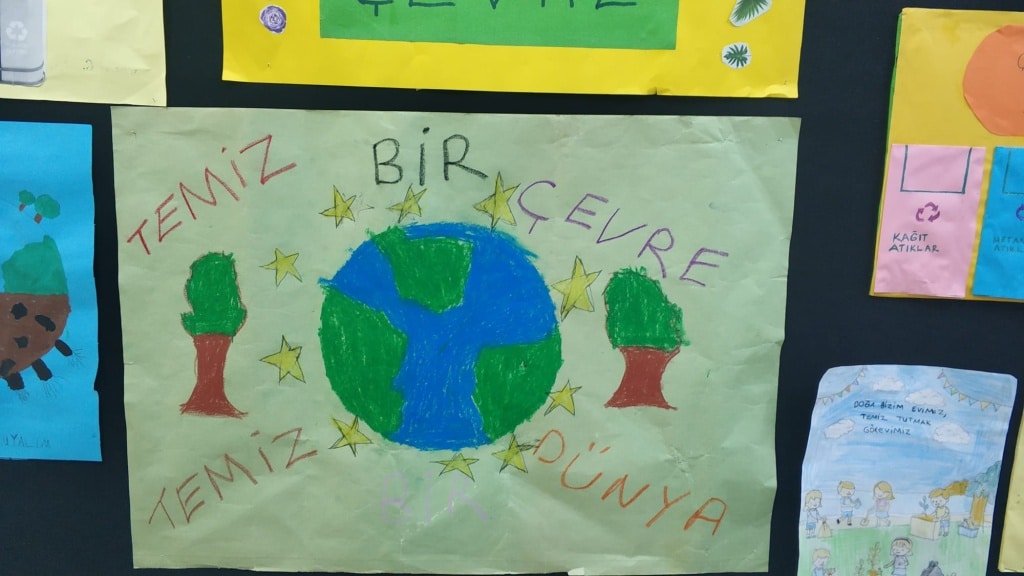 ÇEVRE
TEMİZ BİR ÇEVRE
TEMİZ BİR DÜNYA
KAĞIT
ATIKLAR
DOĞA BİZİM EVİMİZ,
TEMİZ TUTMAK
GÖREVİMİZ